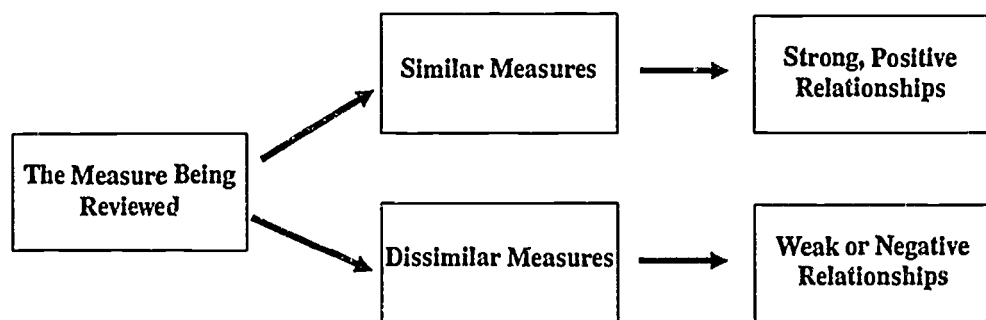 Similar Measures
Strong, Positive
Relationships
The Measure Being
Reviewed
Dissimilar Measures
Weak or Negative
Relationships